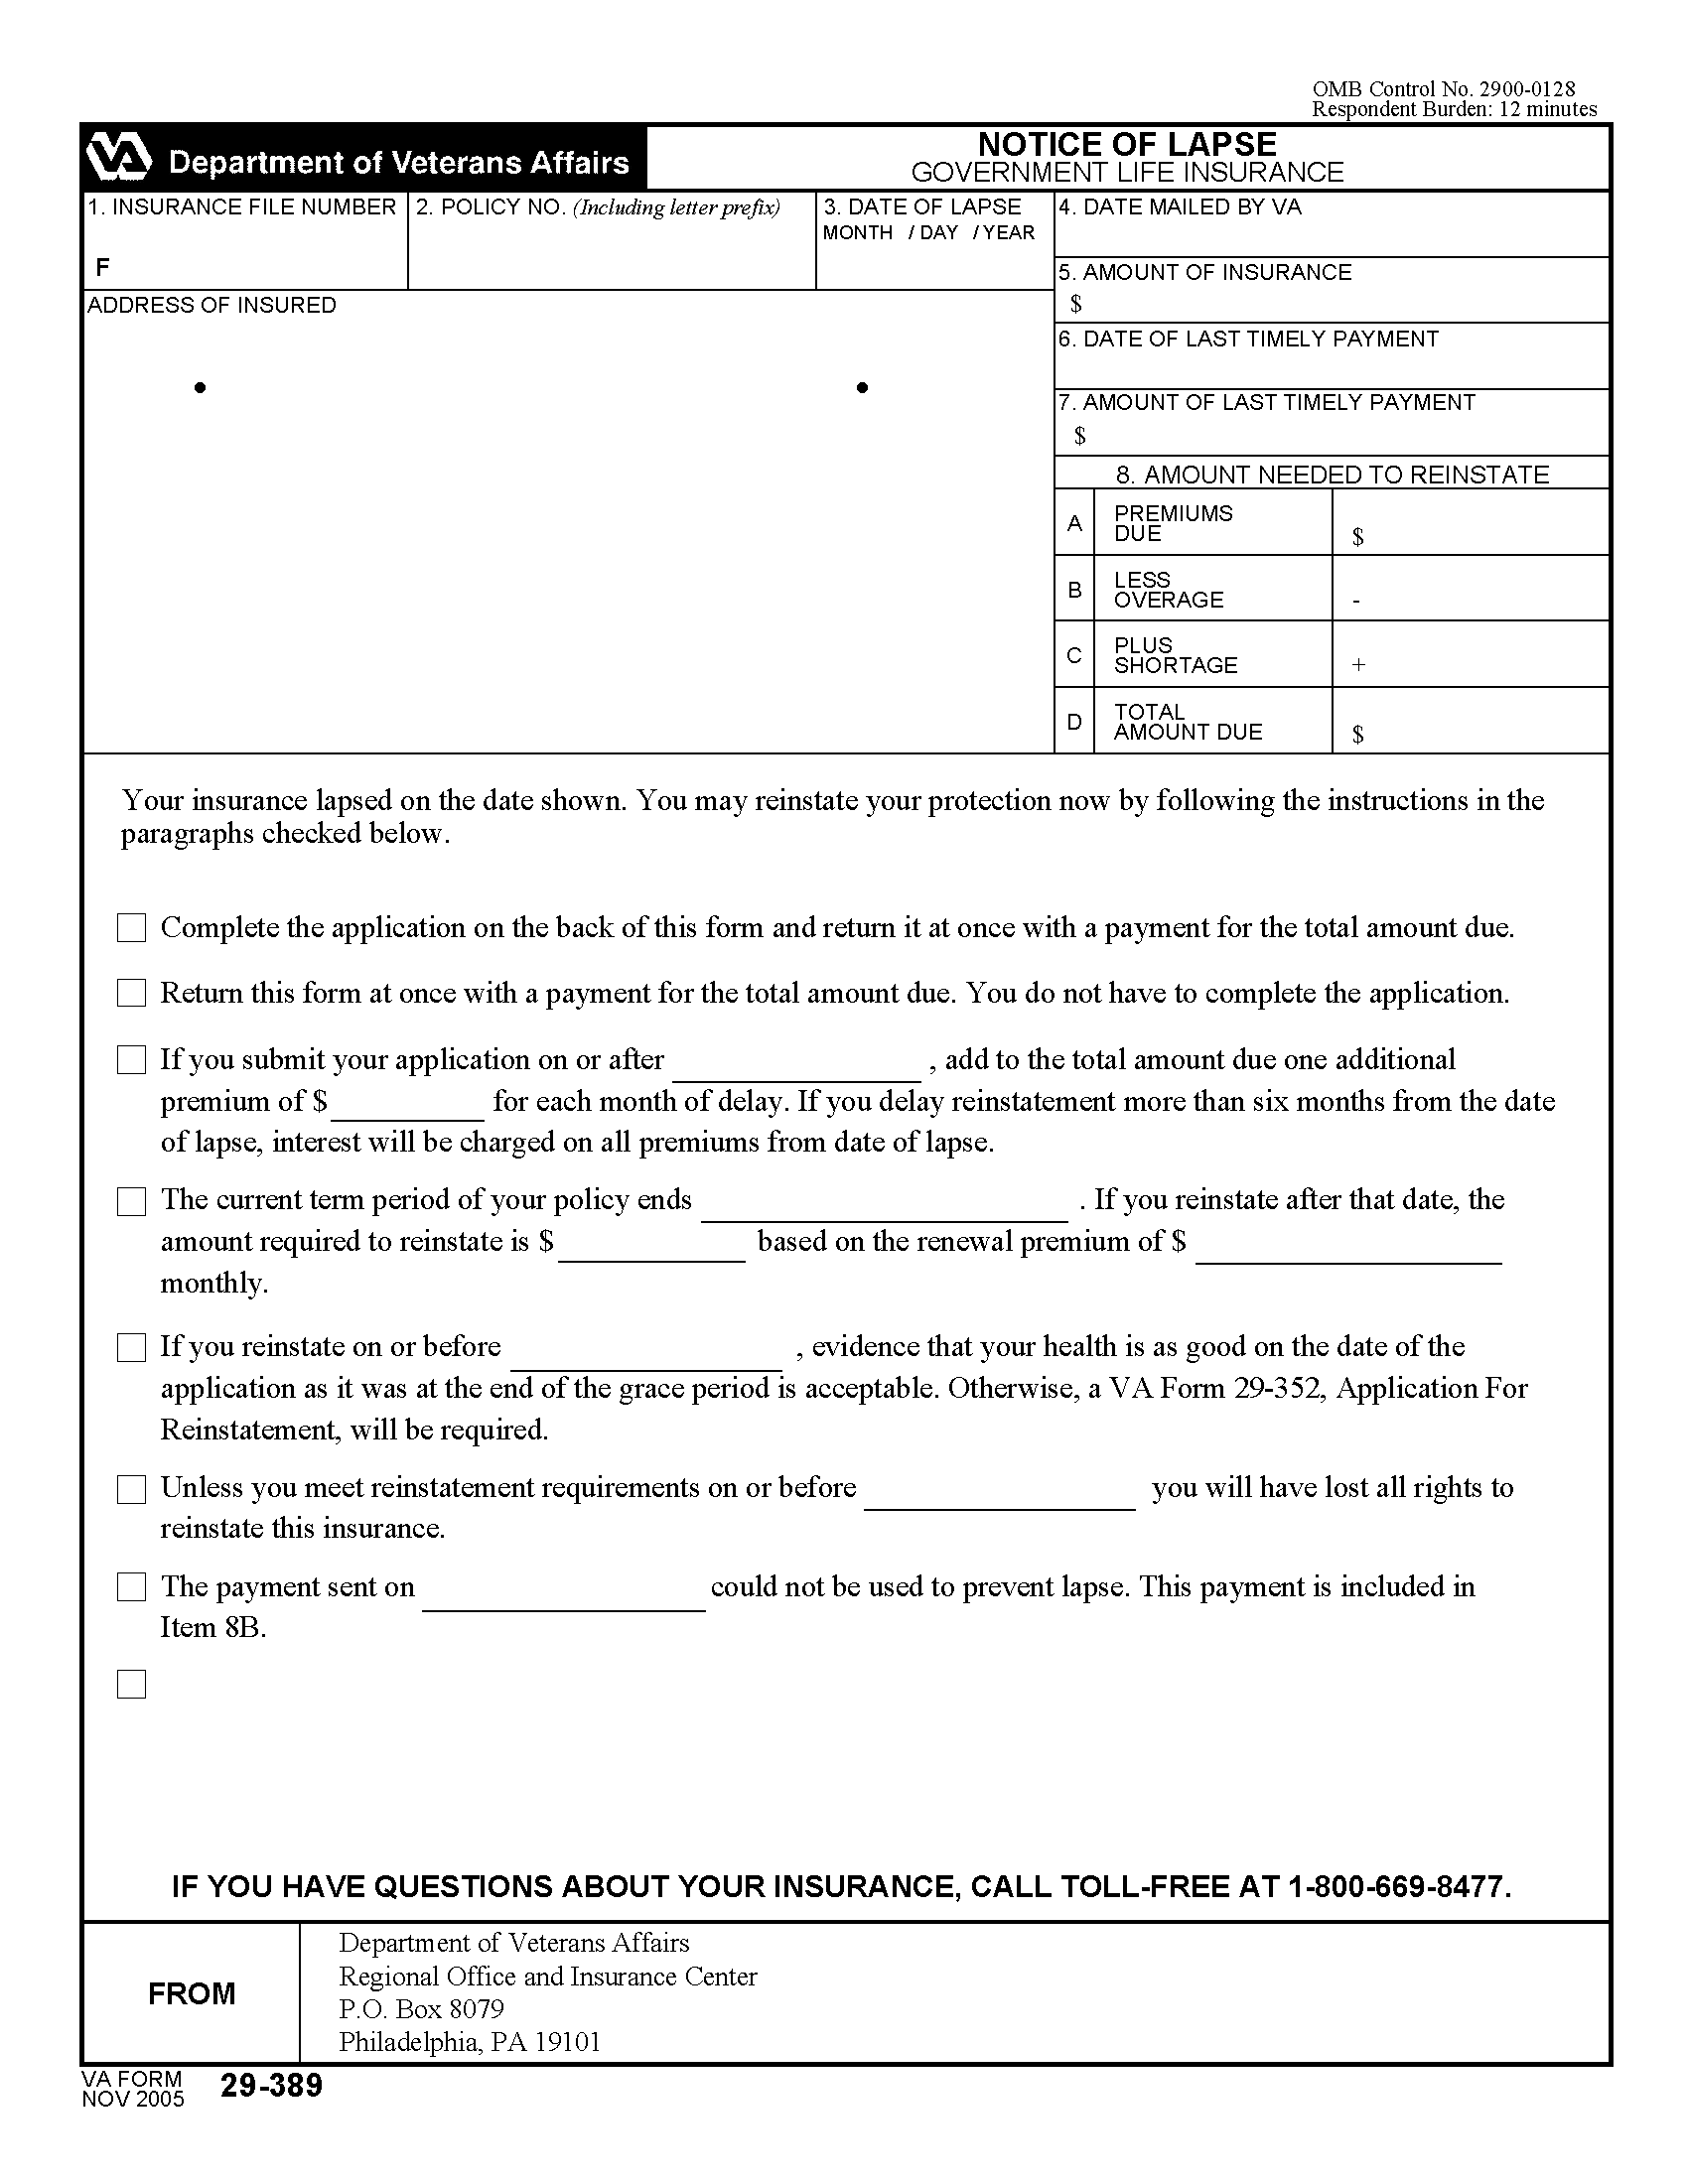 OMB Control No. 2900-0128
Respondent Burden: 12 minutes
VA Department of Veterans Affairs
NOTICE OF LAPSE
GOVERNMENT LIFE INSURANCE
1. INSURANCE FILE NUMBER
F
2. POLICY NO. (Including letter prefix)
3. DATE OF LAPSE
MONTH / DAY / YEAR
4. DATE MAILED BY VA
5. AMOUNT OF INSURANCE
$
ADDRESS OF INSURED
6. DATE OF LAST TIMELY PAYMENT
7. AMOUNT OF LAST TIMELY PAYMENT
$
8. AMOUNT NEEDED TO REINSTATE
A PREMIUMS
DUE $
B LESS
OVERAGE -
C PLUS
SHORTAGE +
D TOTAL
AMOUNT DUE $
Your insurance lapsed on the date shown. You may reinstate your protection now by following the instructions in the
paragraphs checked below.
Complete the application on the back of this form and return it at once with a payment for the total amount due.
Return this form at once with a payment for the total amount due. You do not have to complete the application.
If you submit your application on or after , add to the total amount due one additional
premium of $ for each month of delay. If you delay reinstatement more than six months from the date
of lapse, interest will be charged on all premiums from date of lapse.
The current term period of your policy ends . If you reinstate after that date, the
amount required to reinstate is $ based on the renewal premium of $
monthly.
If you reinstate on or before , evidence that your health is as good on the date of the
application as it was at the end of the grace period is acceptable. Otherwise, a VA Form 29-352, Application For
Reinstatement, will be required.
Unless you meet reinstatement requirements on or before you will have lost all rights to
reinstate this insurance.
The payment sent on could not be used to prevent lapse. This payment is included in
Item 8B.
IF YOU HAVE QUESTIONS ABOUT YOUR INSURANCE, CALL TOLL-FREE AT 1-800-669-8477.
FROM
Department of Veterans Affairs
Regional Office and Insurance Center
P.O. Box 8079
Philadelphia, PA 19101
VA FORM
NOV 2005 29-389